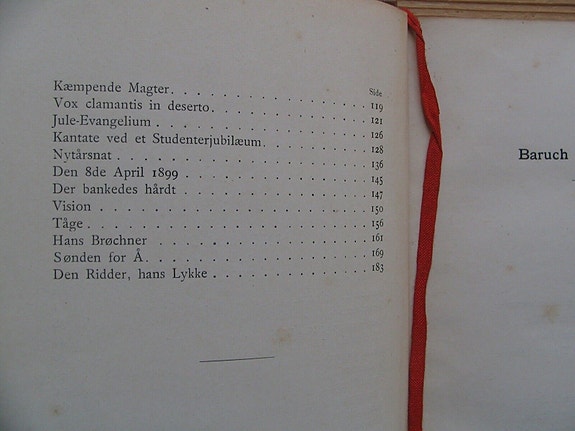 Side
Kæmpende Magter. . . . . . . . . . . . . 119
Vox clamantis in deserto. . . . . . . . . . . 121
Jule-Evangelium . . . . . . . . . . . . . 126
Kantate ved et Studenterjubilæum. . . . . . . 128
Nytårsnat . . . . . . . . . . . . . . . 136
Den 8de April 1899 . . . . . . . . . . . . 145
Der bankedes hårdt . . . . . . . . . . . . 147
Vision . . . . . . . . . . . . . . . . 150
Tåge . . . . . . . . . . . . . . . . . 156
Hans Brøchner . . . . . . . . . . . . . 161
Sønden for Å. . . . . . . . . . . . . . 169
Den Ridder, hans Lykke . . . . . . . . . . 183
Baruch